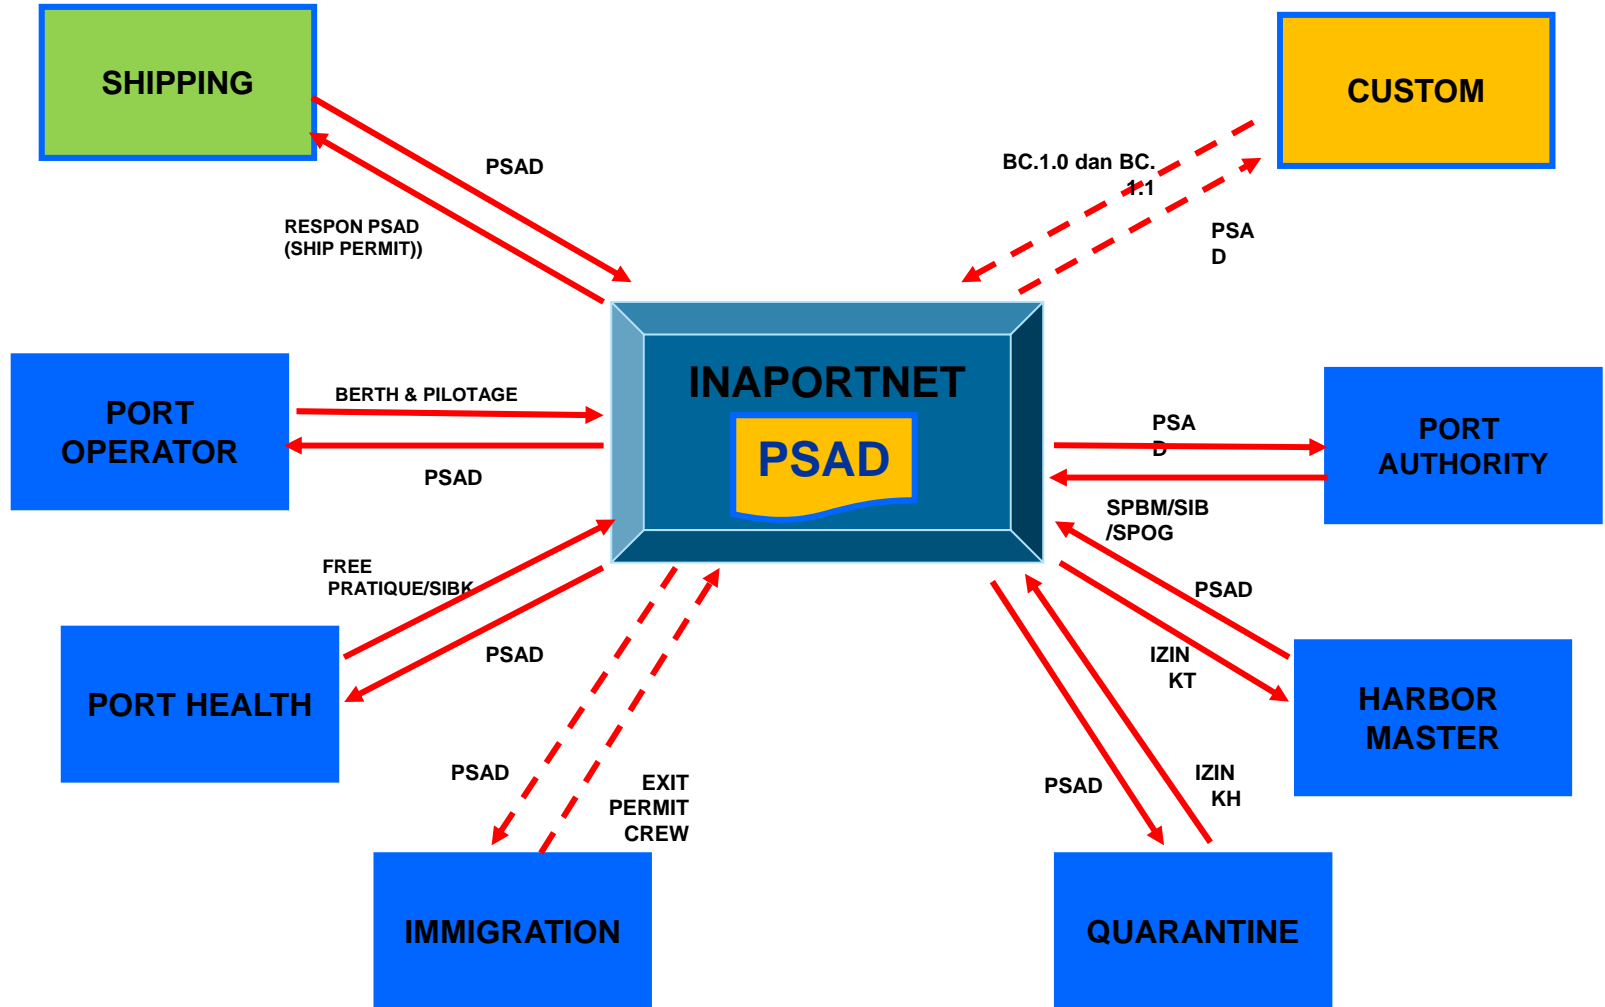 SHIPPING
CUSTOM
PSAD
BC.1.0 dan BC.
1.1
RESPON PSAD
(SHIP PERMIT))
PSA
D
INAPORTNET
PSAD
PORT
OPERATOR
BERTH & PILOTAGE
PSAD
PSA
D
PORT
AUTHORITY
SPBM/SIB
/SPOG
FREE
PRATIQUE/SIBK
PSAD
PSAD
IZIN
KT
PORT HEALTH
HARBOR
MASTER
PSAD
EXIT
PERMIT
CREW
PSAD
IZIN
KH
IMMIGRATION
QUARANTINE